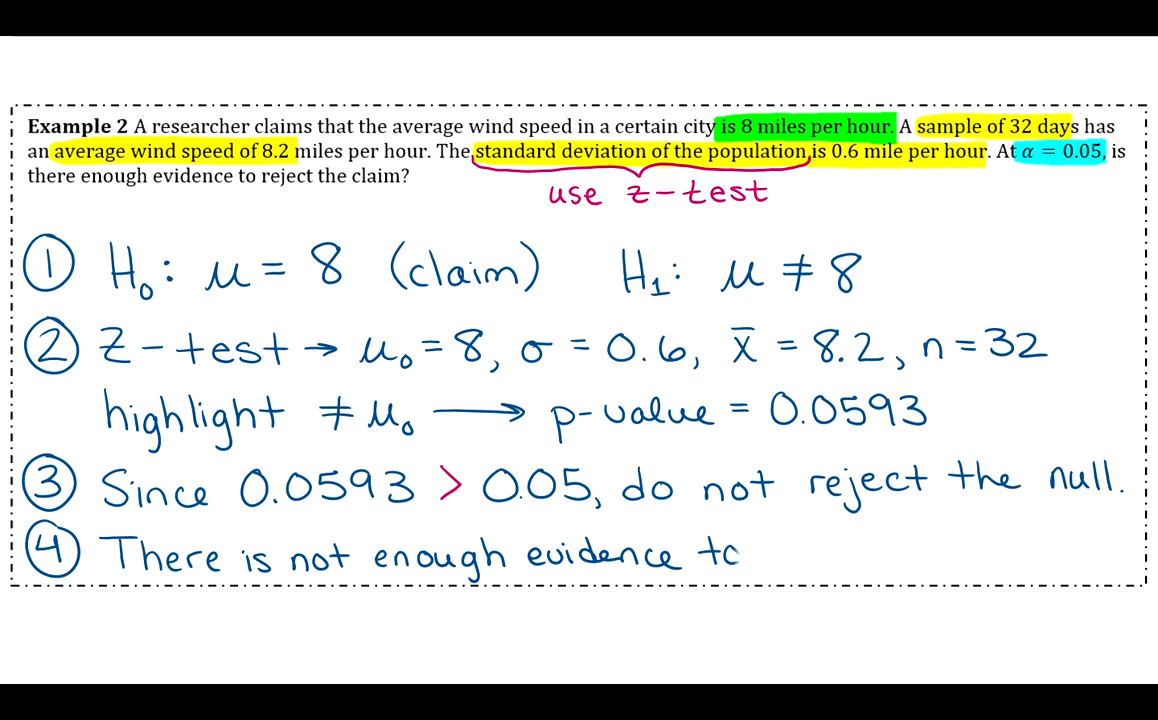 Example 2 A researcher claims that the average wind speed in a certain city is 8 miles per hour. A sample of 32 days has
an average wind speed of 8.2 miles per hour. The standard deviation of the population is 0.6 mile per hour. At α = 0.05, is
there enough evidence to reject the claim?
use z-test
① H₀: μ = 8 (claim) H₁: μ ≠ 8
② Z-test → μ₀ = 8, σ = 0.6, x̄ = 8.2, n = 32
highlight ≠ μ₀ ⟶ p-value = 0.0593
③ Since 0.0593 > 0.05, do not reject the null.
④ There is not enough evidence to